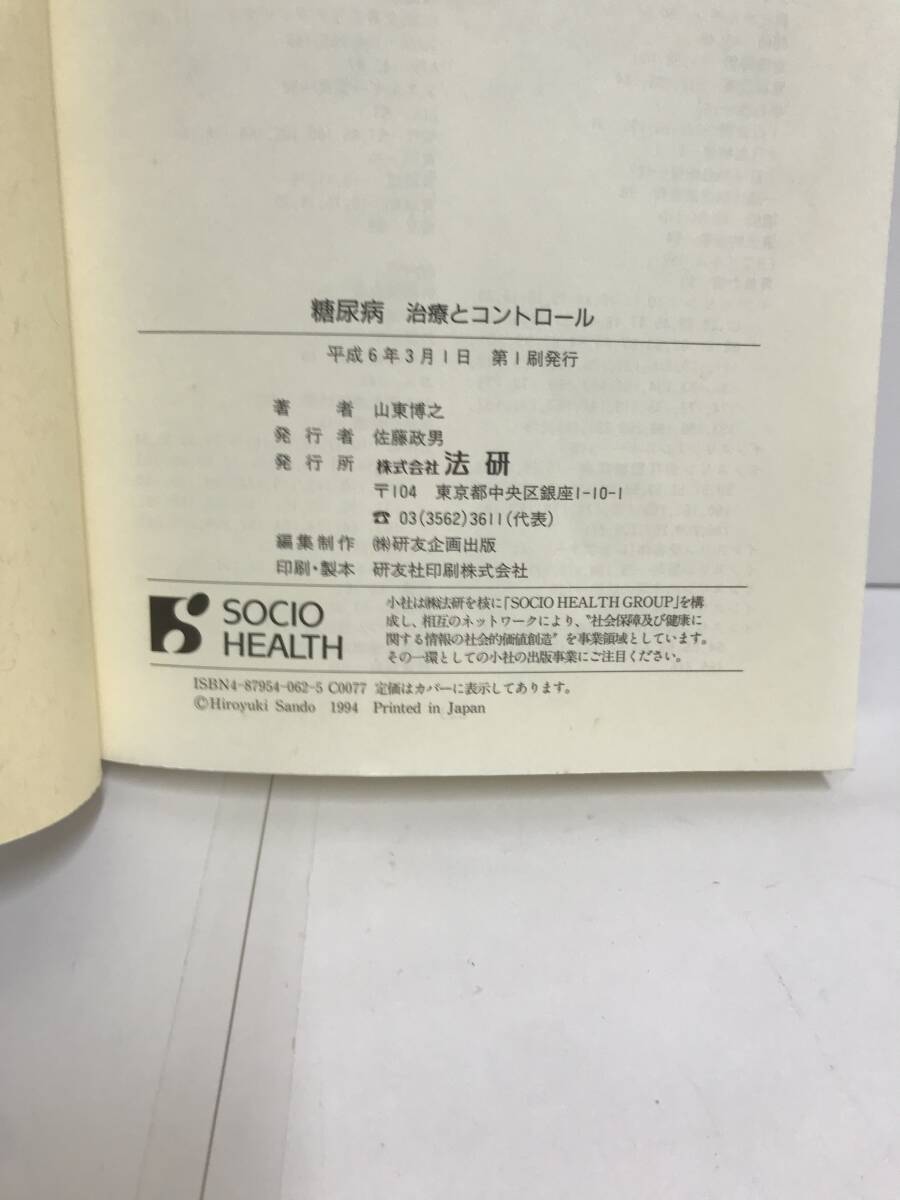 糖尿病　治療とコントロール
平成6年3月1日　第1刷発行
著　者　山東博之
発行者　佐藤政男
発行所　株式会社 法研
〒104　東京都中央区銀座1-10-1
☎ 03(3562)3611(代表)
編集制作　㈱研友企画出版
印刷・製本　研友社印刷株式会社
SOCIO
HEALTH
小社は㈱法研を核に「SOCIO HEALTH GROUP」を構
成し、相互のネットワークにより、〝社会保障及び健康に
関する情報の社会的価値創造〟を事業領域としています。
その一環としての小社の出版事業にご注目ください。
ISBN4-87954-062-5 C0077 定価はカバーに表示してあります。
©Hiroyuki Sando 1994 Printed in Japan